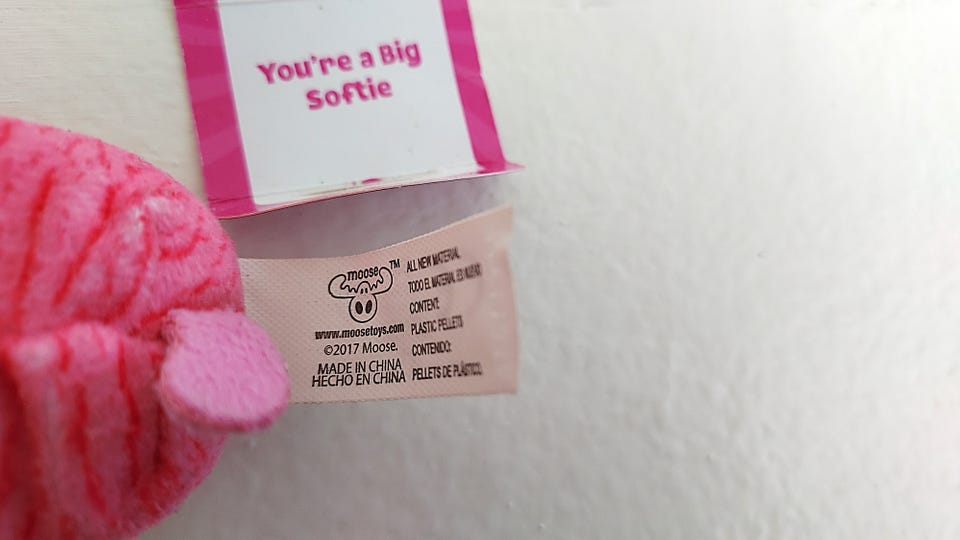 You're a Big
Softie
moose TM
www.moosetoys.com
©2017 Moose.
MADE IN CHINA
HECHO EN CHINA
ALL NEW MATERIAL
TODO EL MATERIAL ES NUEVO
CONTENT:
PLASTIC PELLETS
CONTENIDO:
PELLETS DE PLÁSTICO.